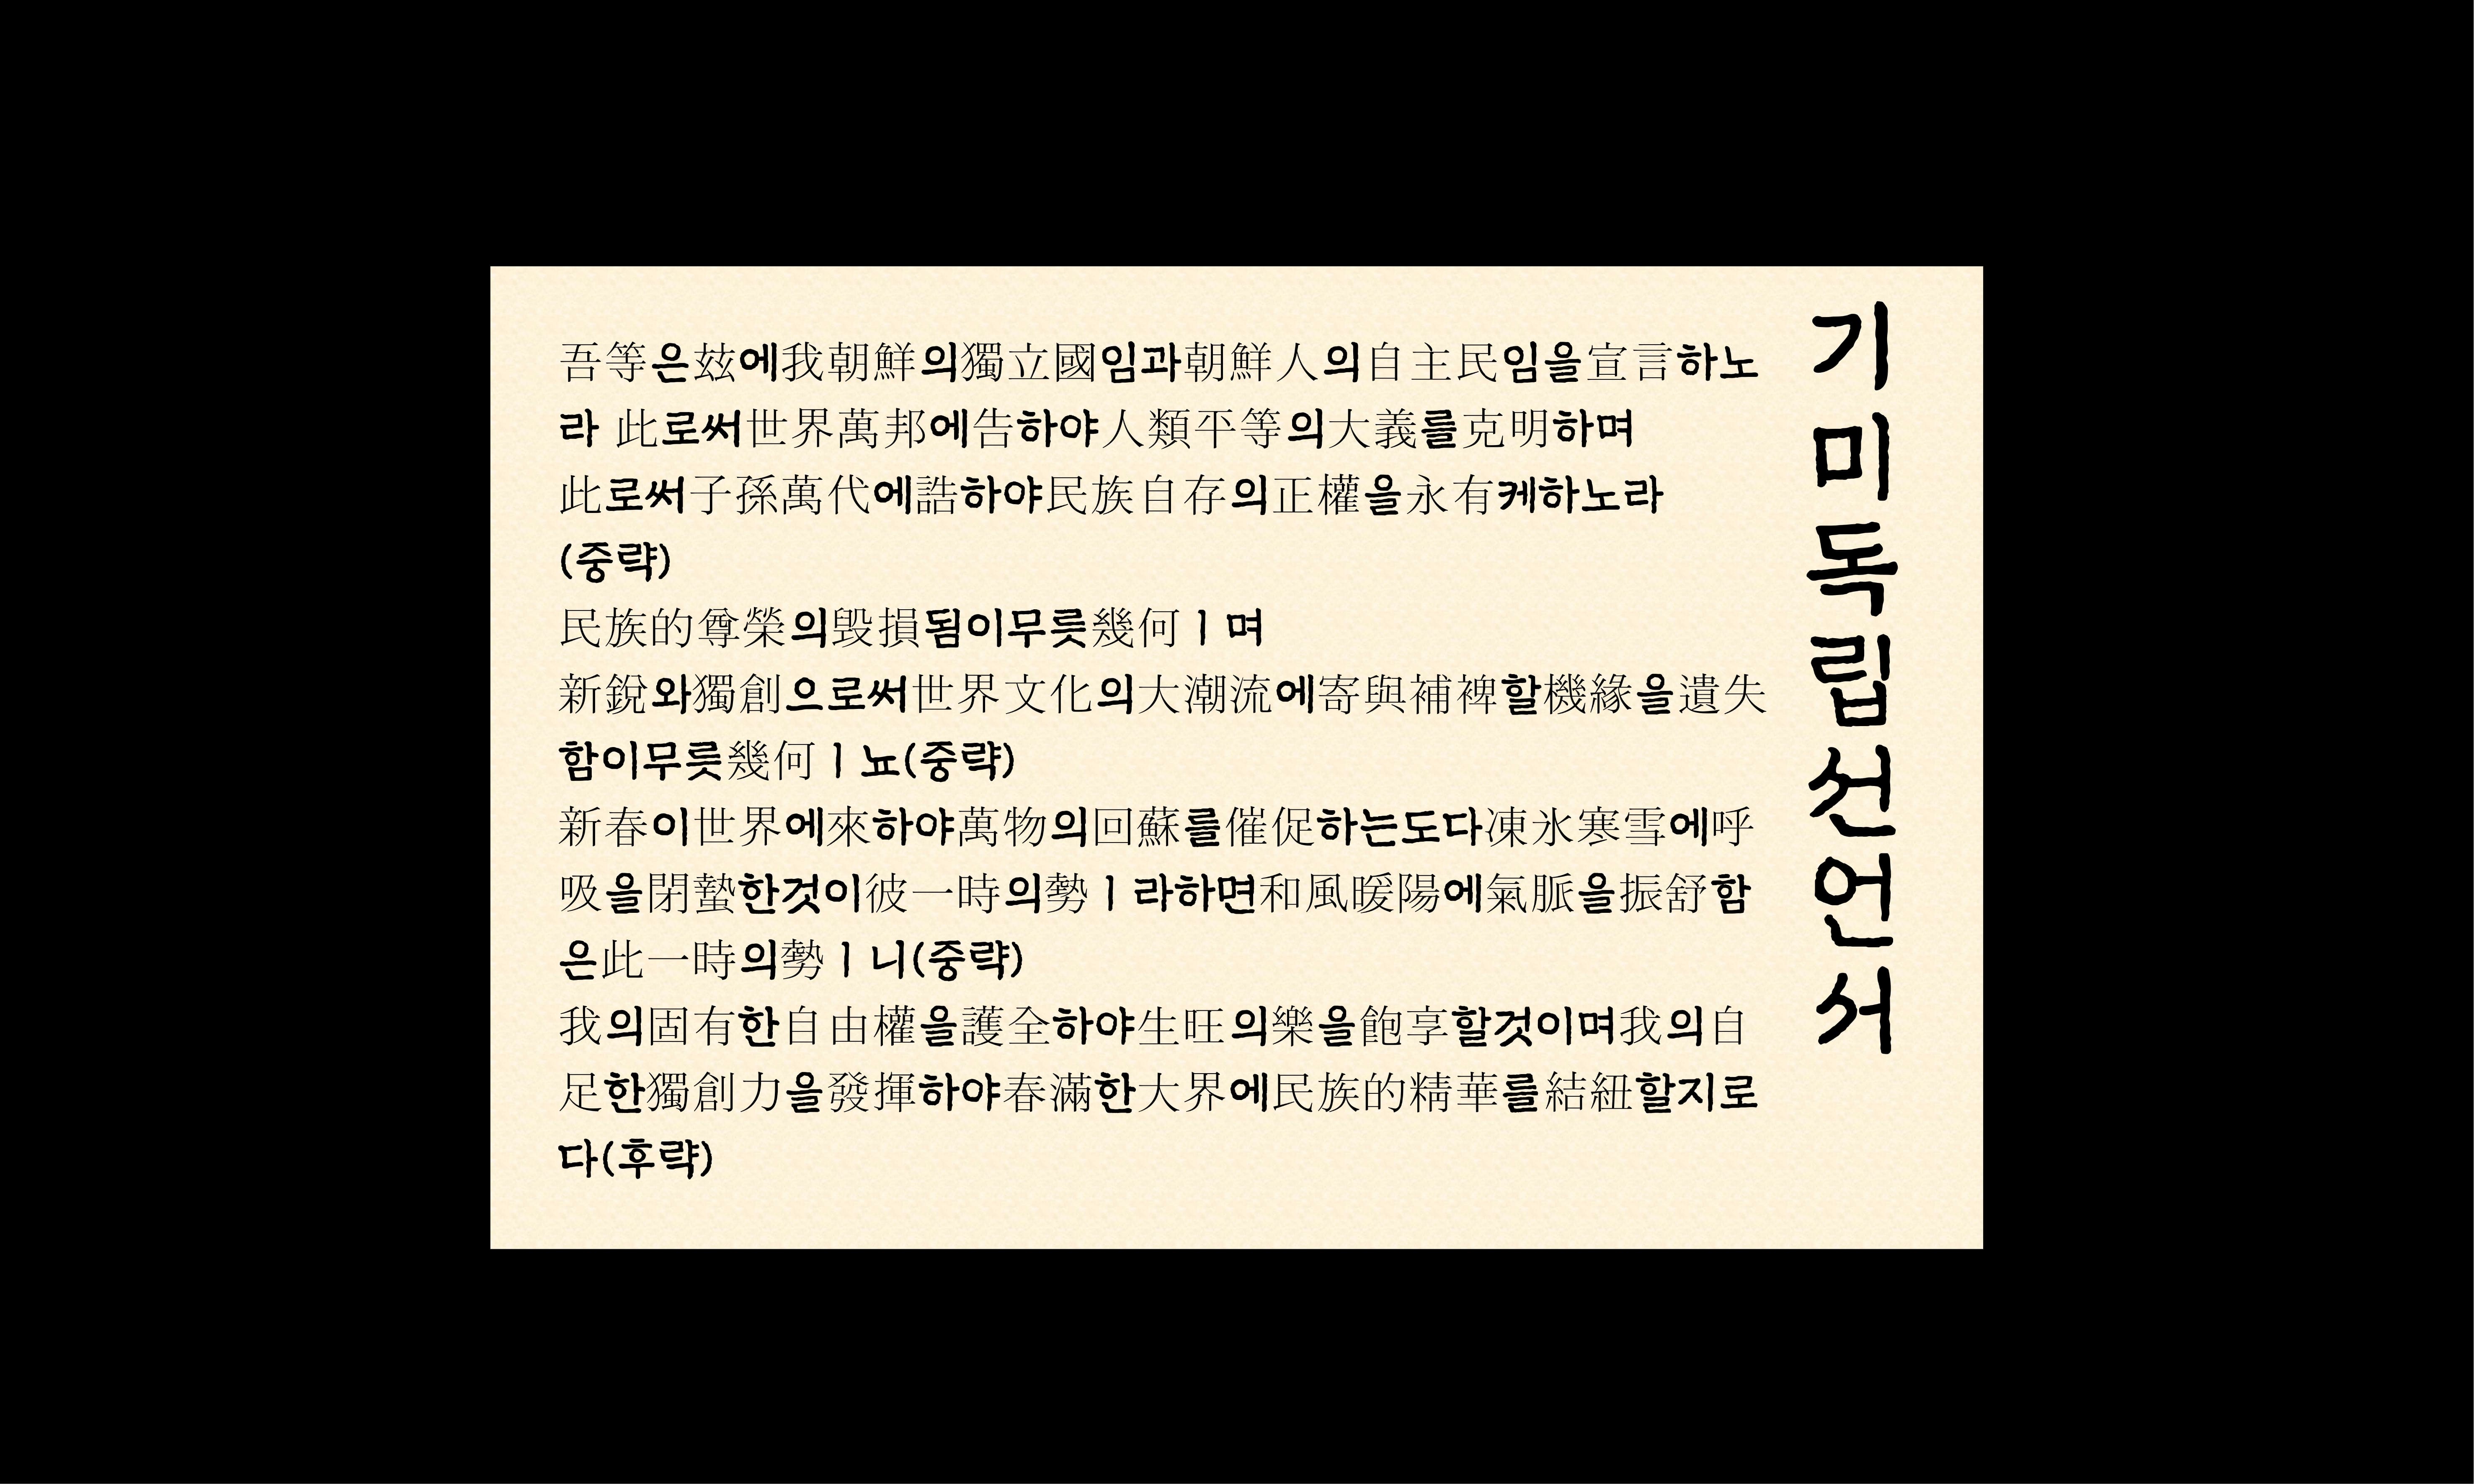 기미독립선언서
吾等은玆에我朝鮮의獨立國임과朝鮮人의自主民임을宣言하노
라 此로써世界萬邦에告하야人類平等의大義를克明하며
此로써子孫萬代에誥하야民族自存의正權을永有케하노라
(중략)
民族的尊榮의毁損됨이무릇幾何ㅣ며
新銳와獨創으로써世界文化의大潮流에寄與補裨할機緣을遺失
함이무릇幾何ㅣ뇨(중략)
新春이世界에來하야萬物의回蘇를催促하는도다凍氷寒雪에呼
吸을閉蟄한것이彼一時의勢ㅣ라하면和風暖陽에氣脈을振舒함
은此一時의勢ㅣ니(중략)
我의固有한自由權을護全하야生旺의樂을飽享할것이며我의自
足한獨創力을發揮하야春滿한大界에民族的精華를結紐할지로
다(후략)